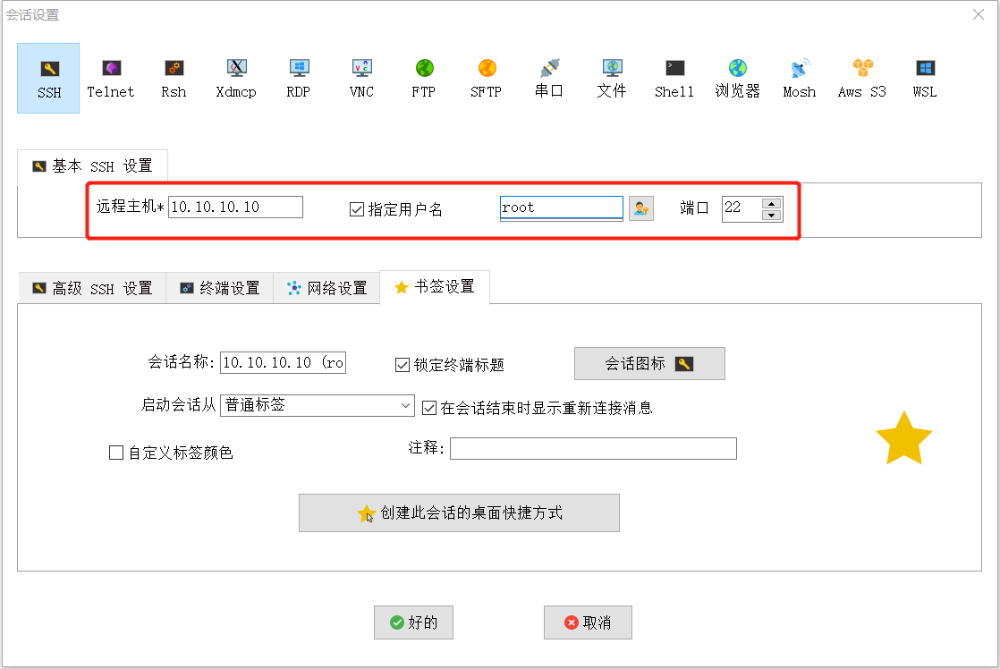 会话设置
SSH Telnet Rsh Xdmcp RDP VNC FTP SFTP 串口 文件 Shell 浏览器 Mosh Aws S3 WSL
基本 SSH 设置
远程主机* 10.10.10.10 指定用户名 root 端口 22
高级 SSH 设置 终端设置 网络设置 书签设置
会话名称: 10.10.10.10 (ro 锁定终端标题 会话图标
启动会话从 普通标签 在会话结束时显示重新连接消息
自定义标签颜色 注释:
创建此会话的桌面快捷方式
好的 取消